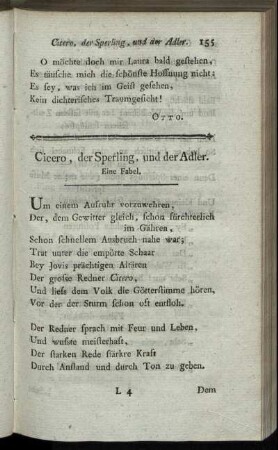 Cicero, der Sperling, und der Adler. 155
O möchte doch mir Laura bald gestehen,
Es täusche mich die schönste Hoffnung nicht;
Es sey, was ich im Geist gesehen,
Kein dichterisches Traumgesicht!
OTTO.
Cicero, der Sperling, und der Adler.
Eine Fabel.
Um einem Aufruhr vorzuwehren,
Der, dem Gewitter gleich, schon fürchterlich
im Gähren,
Schon schnellem Ausbruch nahe war;
Trat unter die empörte Schaar
Bey Jovis prächtigen Altären
Der große Redner Cicero,
Und liess dem Volk die Götterstimme hören,
Vor der der Sturm schon oft entfloh.
Der Redner sprach mit Feur und Leben,
Und wußte meisterhaft,
Der starken Rede stärkre Kraft
Durch Anstand und durch Ton zu geben.
L 4 Dem